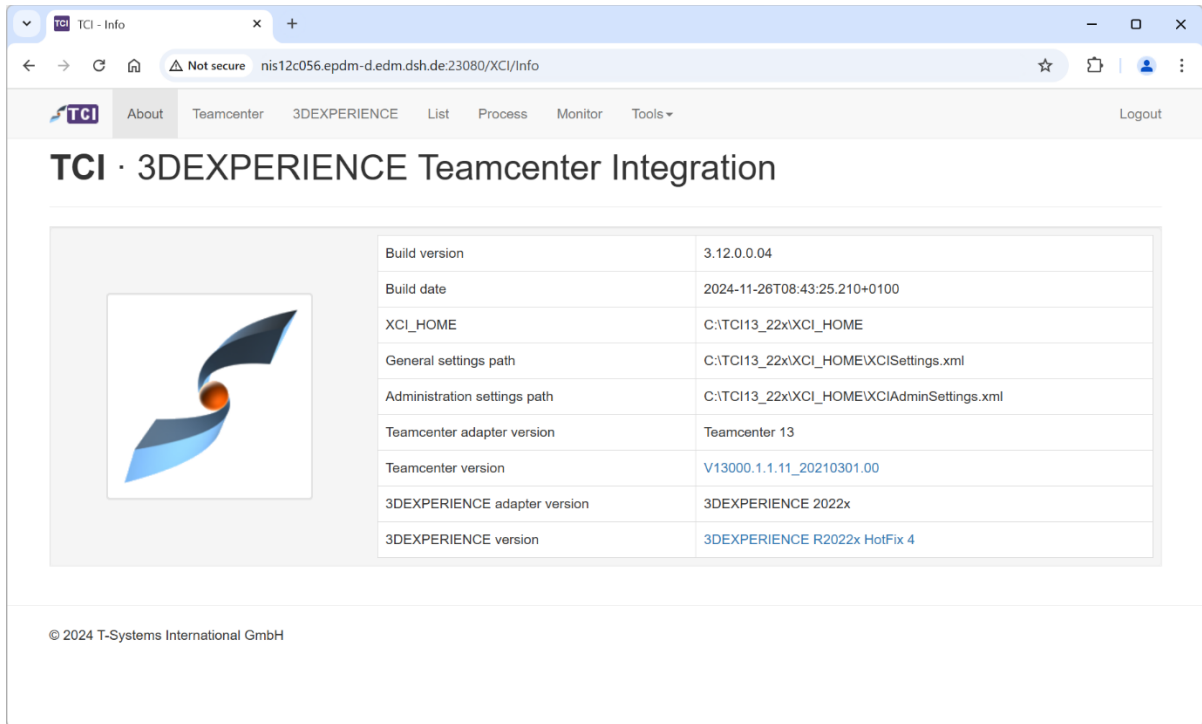 TCI TCI - Info
Not secure nis12c056.epdm-d.edm.dsh.de:23080/XCI/Info
TCI About Teamcenter 3DEXPERIENCE List Process Monitor Tools Logout
TCI · 3DEXPERIENCE Teamcenter Integration
Build version 3.12.0.0.04
Build date 2024-11-26T08:43:25.210+0100
XCI_HOME C:\TCI13_22x\XCI_HOME
General settings path C:\TCI13_22x\XCI_HOME\XCISettings.xml
Administration settings path C:\TCI13_22x\XCI_HOME\XCIAdminSettings.xml
Teamcenter adapter version Teamcenter 13
Teamcenter version V13000.1.1.11_20210301.00
3DEXPERIENCE adapter version 3DEXPERIENCE 2022x
3DEXPERIENCE version 3DEXPERIENCE R2022x HotFix 4
© 2024 T-Systems International GmbH